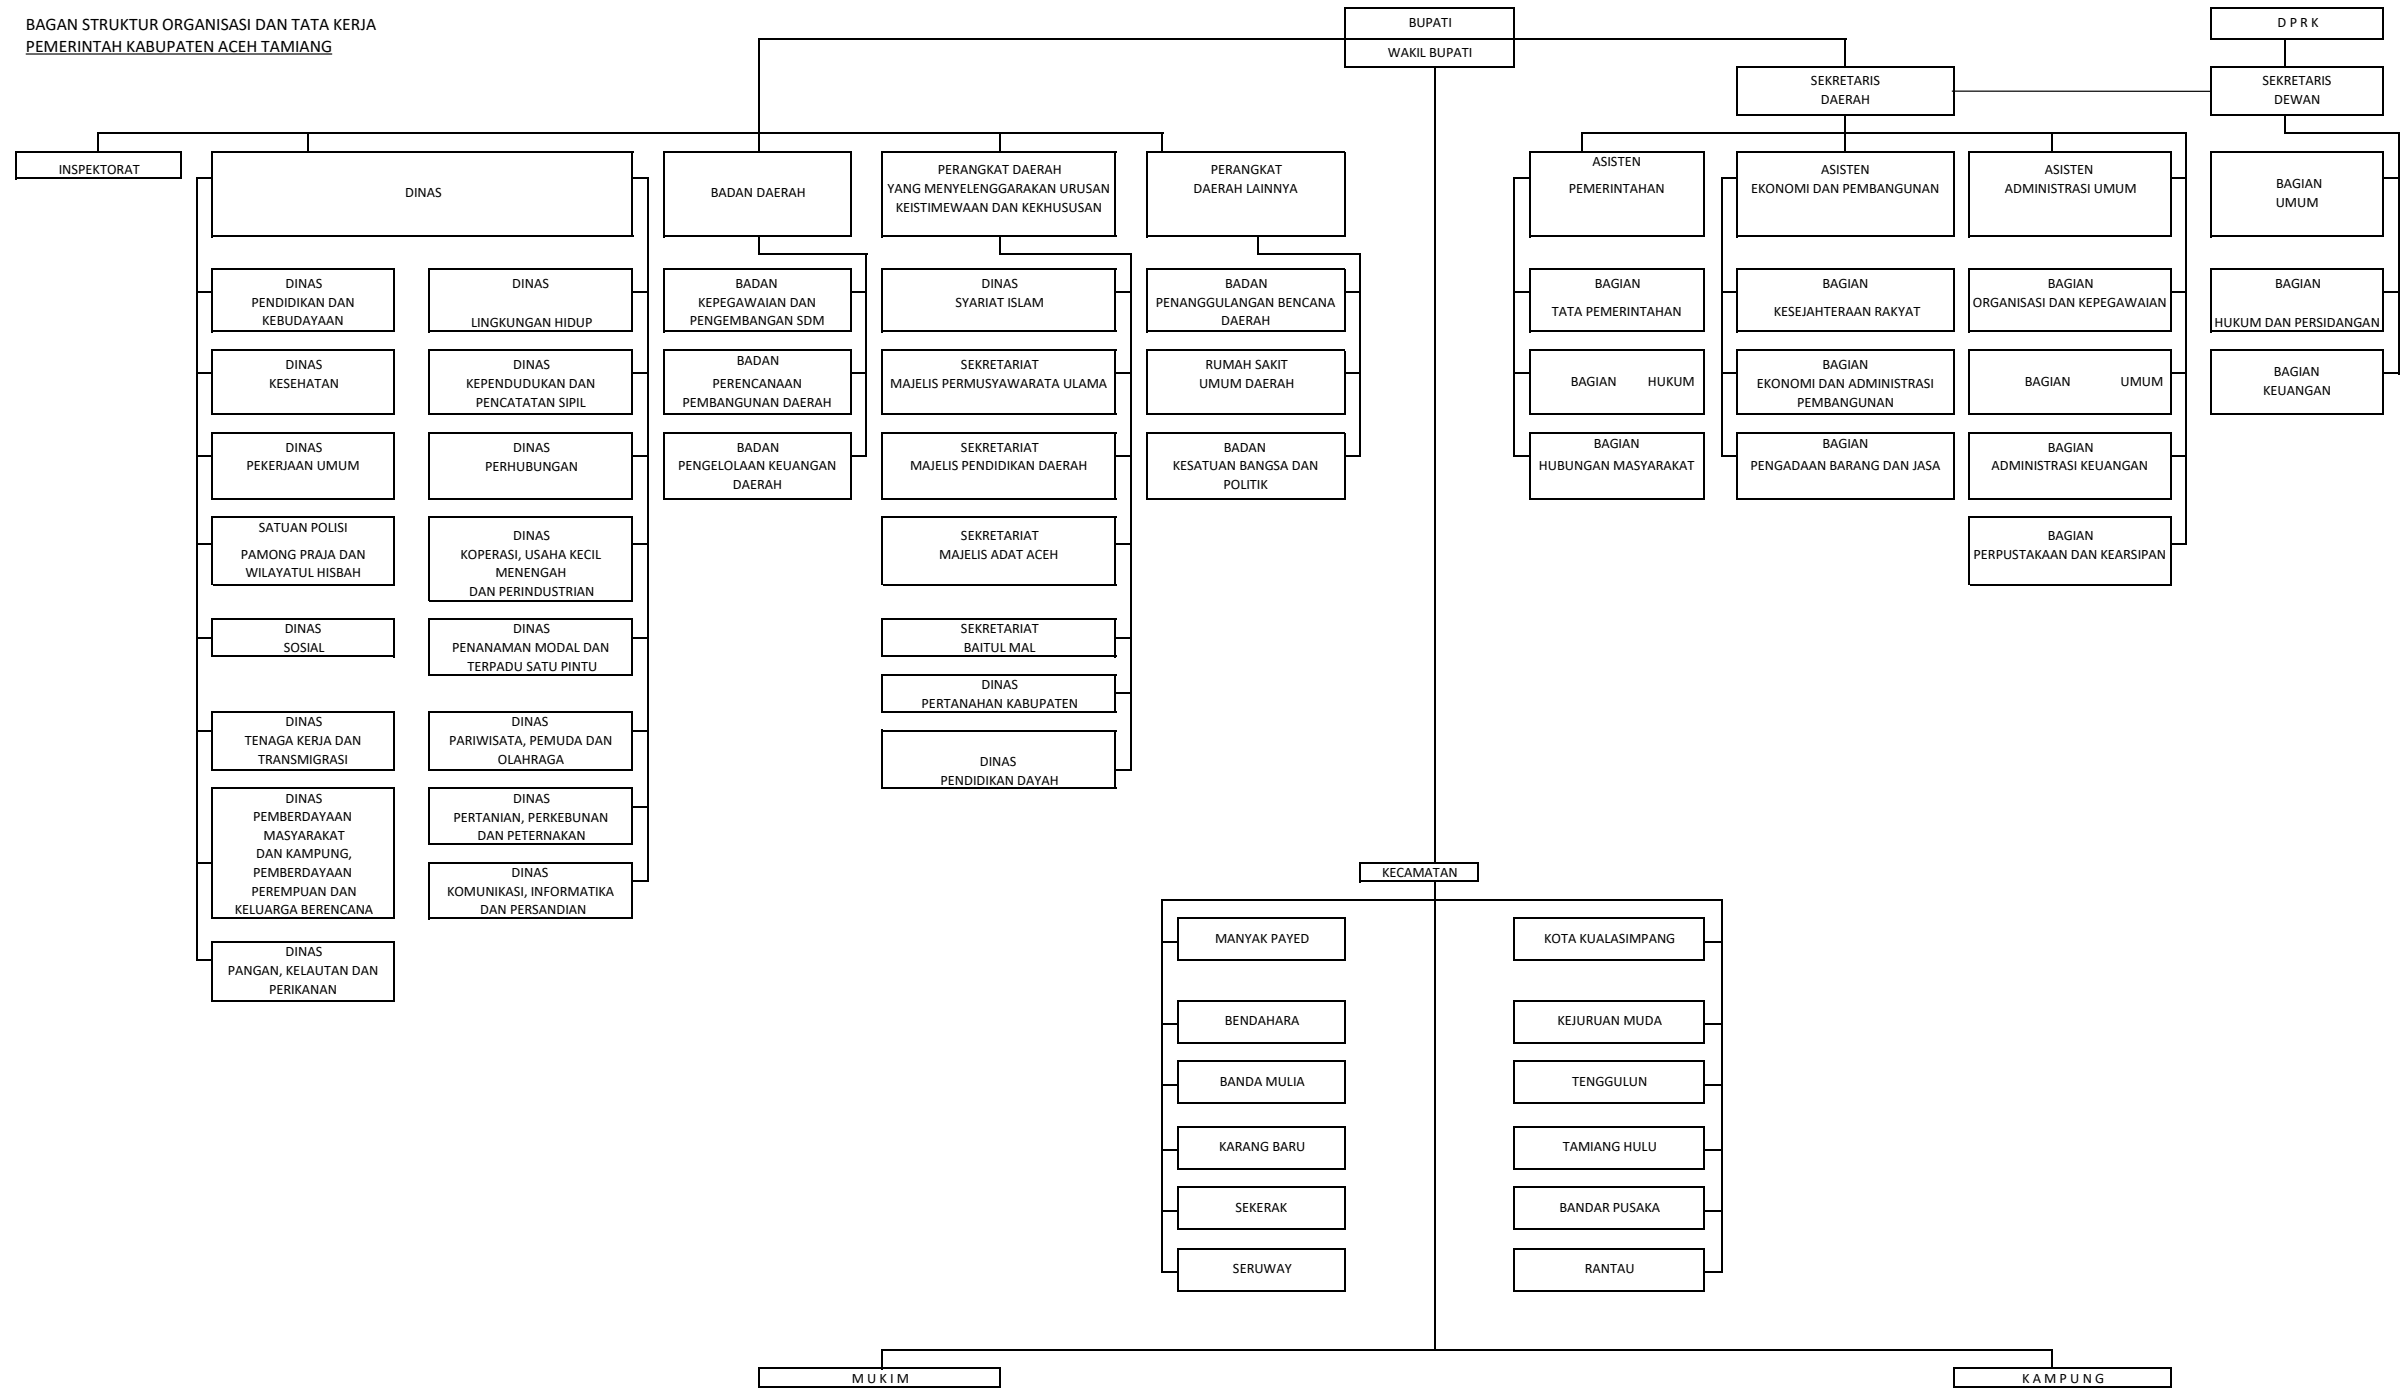 BAGAN STRUKTUR ORGANISASI DAN TATA KERJA
PEMERINTAH KABUPATEN ACEH TAMIANG
BUPATI
WAKIL BUPATI
D P R K
SEKRETARIS
DAERAH
SEKRETARIS
DEWAN
INSPEKTORAT
DINAS
BADAN DAERAH
PERANGKAT DAERAH
YANG MENYELENGGARAKAN URUSAN
KEISTIMEWAAN DAN KEKHUSUSAN
PERANGKAT
DAERAH LAINNYA
ASISTEN
PEMERINTAHAN
ASISTEN
EKONOMI DAN PEMBANGUNAN
ASISTEN
ADMINISTRASI UMUM
BAGIAN
UMUM
DINAS
PENDIDIKAN DAN
KEBUDAYAAN
DINAS
LINGKUNGAN HIDUP
BADAN
KEPEGAWAIAN DAN
PENGEMBANGAN SDM
DINAS
SYARIAT ISLAM
BADAN
PENANGGULANGAN BENCANA
DAERAH
BAGIAN
TATA PEMERINTAHAN
BAGIAN
KESEJAHTERAAN RAKYAT
BAGIAN
ORGANISASI DAN KEPEGAWAIAN
BAGIAN
HUKUM DAN PERSIDANGAN
DINAS
KESEHATAN
DINAS
KEPENDUDUKAN DAN
PENCATATAN SIPIL
BADAN
PERENCANAAN
PEMBANGUNAN DAERAH
SEKRETARIAT
MAJELIS PERMUSYAWARATA ULAMA
RUMAH SAKIT
UMUM DAERAH
BAGIAN HUKUM
BAGIAN
EKONOMI DAN ADMINISTRASI
PEMBANGUNAN
BAGIAN UMUM
BAGIAN
KEUANGAN
DINAS
PEKERJAAN UMUM
DINAS
PERHUBUNGAN
BADAN
PENGELOLAAN KEUANGAN
DAERAH
SEKRETARIAT
MAJELIS PENDIDIKAN DAERAH
BADAN
KESATUAN BANGSA DAN
POLITIK
BAGIAN
HUBUNGAN MASYARAKAT
BAGIAN
PENGADAAN BARANG DAN JASA
BAGIAN
ADMINISTRASI KEUANGAN
SATUAN POLISI
PAMONG PRAJA DAN
WILAYATUL HISBAH
DINAS
KOPERASI, USAHA KECIL
MENENGAH
DAN PERINDUSTRIAN
SEKRETARIAT
MAJELIS ADAT ACEH
BAGIAN
PERPUSTAKAAN DAN KEARSIPAN
DINAS
SOSIAL
DINAS
PENANAMAN MODAL DAN
TERPADU SATU PINTU
SEKRETARIAT
BAITUL MAL
DINAS
PERTANAHAN KABUPATEN
DINAS
TENAGA KERJA DAN
TRANSMIGRASI
DINAS
PARIWISATA, PEMUDA DAN
OLAHRAGA
DINAS
PENDIDIKAN DAYAH
DINAS
PEMBERDAYAAN
MASYARAKAT
DAN KAMPUNG,
PEMBERDAYAAN
PEREMPUAN DAN
KELUARGA BERENCANA
DINAS
PERTANIAN, PERKEBUNAN
DAN PETERNAKAN
DINAS
KOMUNIKASI, INFORMATIKA
DAN PERSANDIAN
DINAS
PANGAN, KELAUTAN DAN
PERIKANAN
KECAMATAN
MANYAK PAYED
KOTA KUALASIMPANG
BENDAHARA
KEJURUAN MUDA
BANDA MULIA
TENGGULUN
KARANG BARU
TAMIANG HULU
SEKERAK
BANDAR PUSAKA
SERUWAY
RANTAU
M U K I M
K A M P U N G